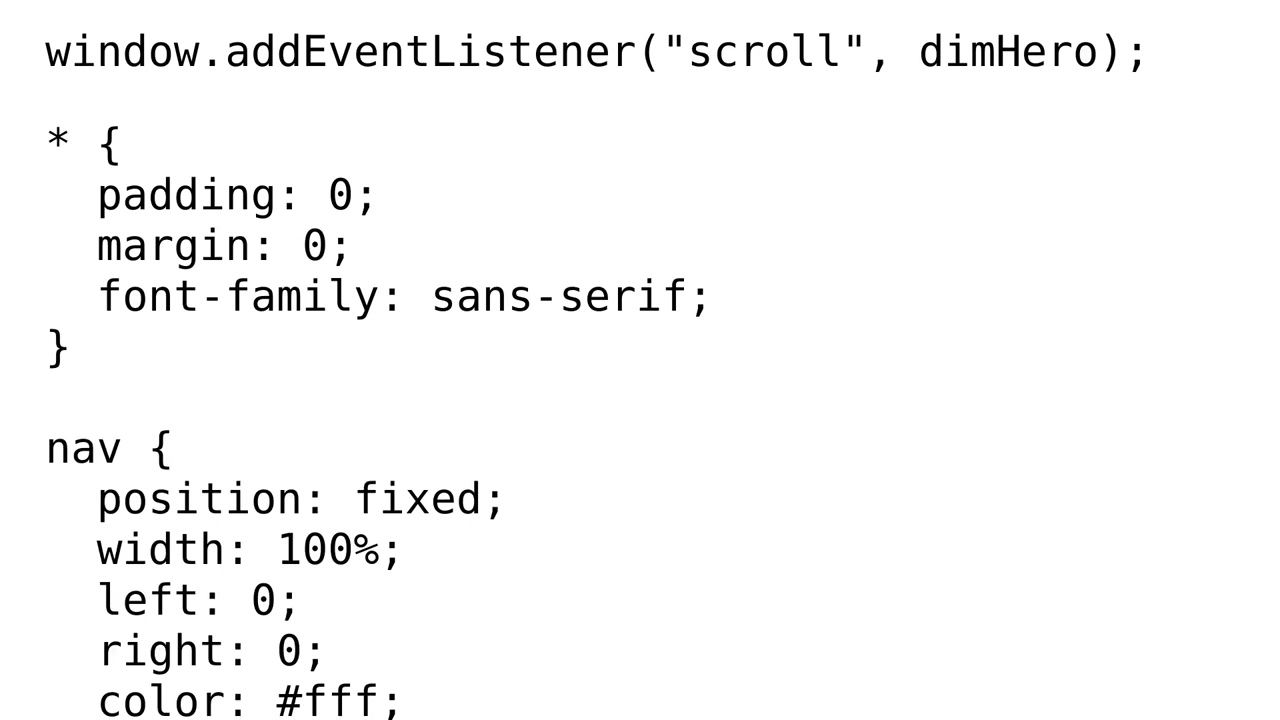 window.addEventListener("scroll", dimHero);

* {
  padding: 0;
  margin: 0;
  font-family: sans-serif;
}

nav {
  position: fixed;
  width: 100%;
  left: 0;
  right: 0;
  color: #fff;